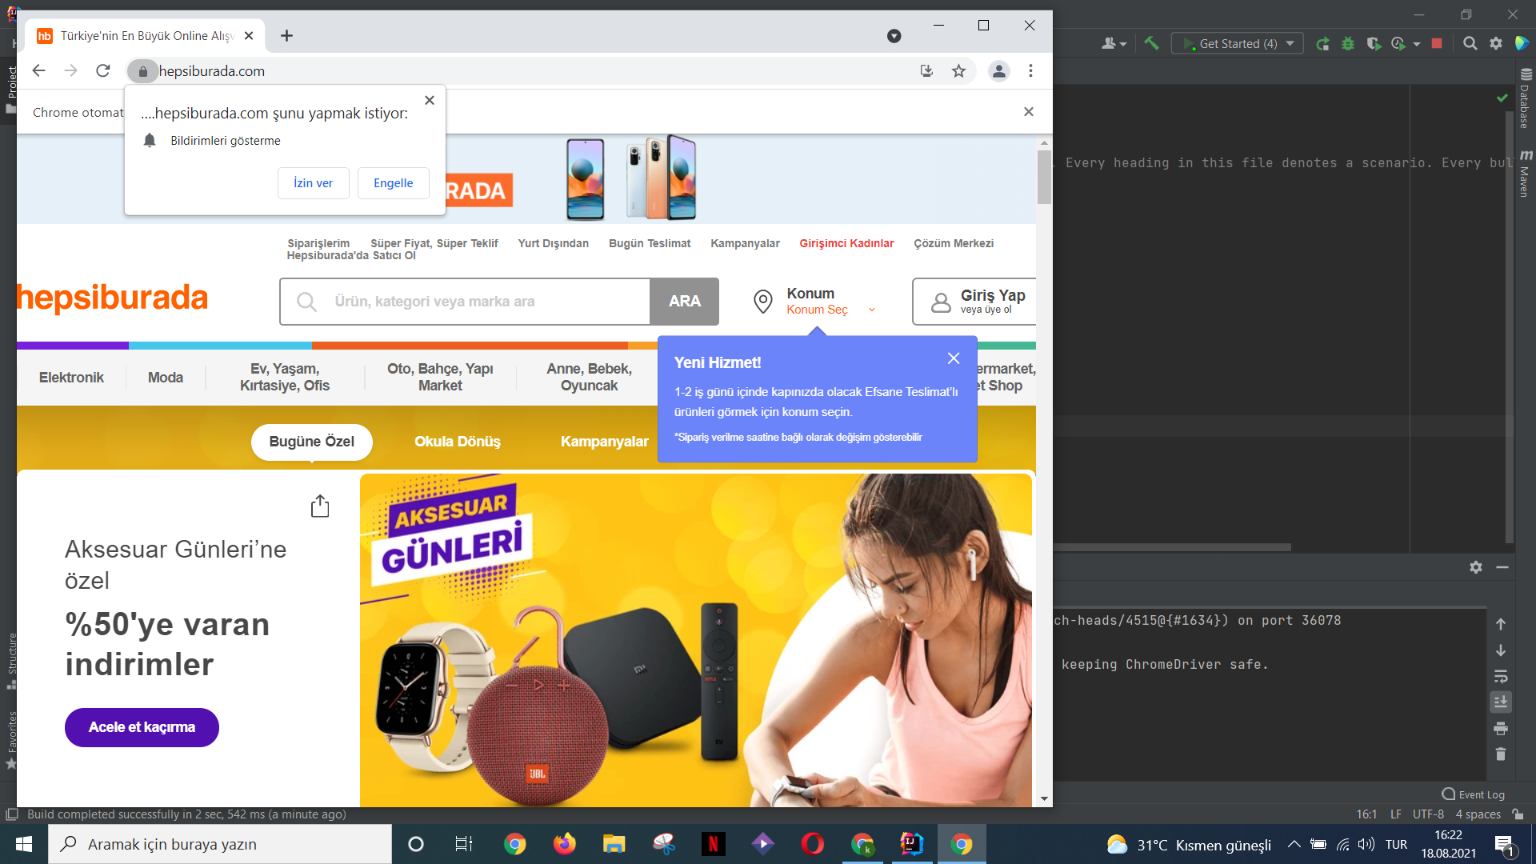 Türkiye'nin En Büyük Online Alışv
Get Started (4)
hepsiburada.com
Chrome otomat
....hepsiburada.com şunu yapmak istiyor:
Bildirimleri gösterme
İzin ver
Engelle
RADA
Project
Database
Maven
. Every heading in this file denotes a scenario. Every bul
Siparişlerim
Süper Fiyat, Süper Teklif
Yurt Dışından
Bugün Teslimat
Kampanyalar
Girişimci Kadınlar
Çözüm Merkezi
Hepsiburada'da Satıcı Ol
hepsiburada
Ürün, kategori veya marka ara
ARA
Konum
Konum Seç
Giriş Yap
veya üye ol
Elektronik
Moda
Ev, Yaşam,
Kırtasiye, Ofis
Oto, Bahçe, Yapı
Market
Anne, Bebek,
Oyuncak
ermarket,
et Shop
Yeni Hizmet!
1-2 iş günü içinde kapınızda olacak Efsane Teslimat'lı
ürünleri görmek için konum seçin.
*Sipariş verilme saatine bağlı olarak değişim gösterebilir
Bugüne Özel
Okula Dönüş
Kampanyalar
Aksesuar Günleri'ne
özel
%50'ye varan
indirimler
Acele et kaçırma
AKSESUAR
GÜNLERİ
mi
JBL
Structure
Favorites
ch-heads/4515@{#1634}) on port 36078
keeping ChromeDriver safe.
Event Log
Build completed successfully in 2 sec, 542 ms (a minute ago)
16:1
LF
UTF-8
4 spaces
Aramak için buraya yazın
31°C Kısmen güneşli
TUR
16:22
18.08.2021
1